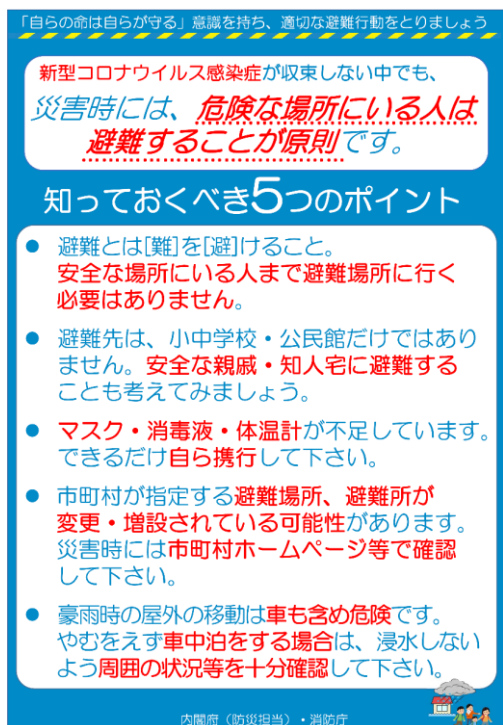 「自らの命は自らが守る」意識を持ち、適切な避難行動をとりましょう
新型コロナウイルス感染症が収束しない中でも、
災害時には、危険な場所にいる人は
避難することが原則です。
知っておくべき5つのポイント
● 避難とは[難]を[避]けること。
安全な場所にいる人まで避難場所に行く
必要はありません。
● 避難先は、小中学校・公民館だけではあり
ません。安全な親戚・知人宅に避難する
ことも考えてみましょう。
● マスク・消毒液・体温計が不足しています。
できるだけ自ら携行して下さい。
● 市町村が指定する避難場所、避難所が
変更・増設されている可能性があります。
災害時には市町村ホームページ等で確認
して下さい。
● 豪雨時の屋外の移動は車も含め危険です。
やむをえず車中泊をする場合は、浸水しない
よう周囲の状況等を十分確認して下さい。
内閣府（防災担当）・消防庁